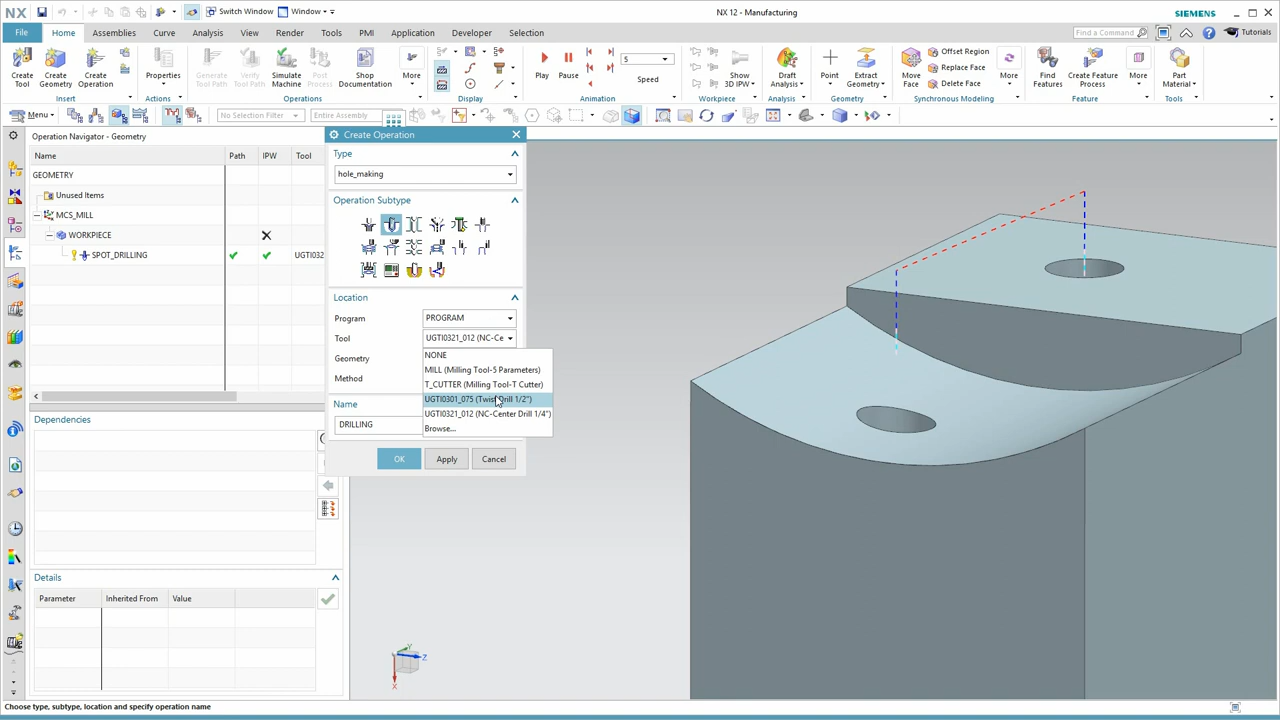 NX Switch Window Window NX 12 - Manufacturing SIEMENS
File Home Assemblies Curve Analysis View Render Tools PMI Application Developer Selection Find a Command Tutorials
Create Tool Create Geometry Create Operation Properties Generate Tool Path Verify Tool Path Simulate Machine Post Process Shop Documentation More Play Pause 5 Speed Show 3D IPW Draft Analysis Point Extract Geometry Move Face Offset Region Replace Face Delete Face More Find Features Create Feature Process More Part Material
Insert Actions Operations Display Animation Workpiece Analysis Geometry Synchronous Modeling Feature Tools
Menu No Selection Filter Entire Assembly
Operation Navigator - Geometry
Name Path IPW Tool
GEOMETRY
Unused Items
MCS_MILL
WORKPIECE
SPOT_DRILLING UGTI032
Dependencies
Details
Parameter Inherited From Value
Create Operation
Type
hole_making
Operation Subtype
Location
Program PROGRAM
Tool UGTI0321_012 (NC-Ce
Geometry
Method
NONE
MILL (Milling Tool-5 Parameters)
T_CUTTER (Milling Tool-T Cutter)
UGTI0301_075 (Twist Drill 1/2")
UGTI0321_012 (NC-Center Drill 1/4")
Browse...
Name
DRILLING
OK Apply Cancel
Y
Z
X
Choose type, subtype, location and specify operation name